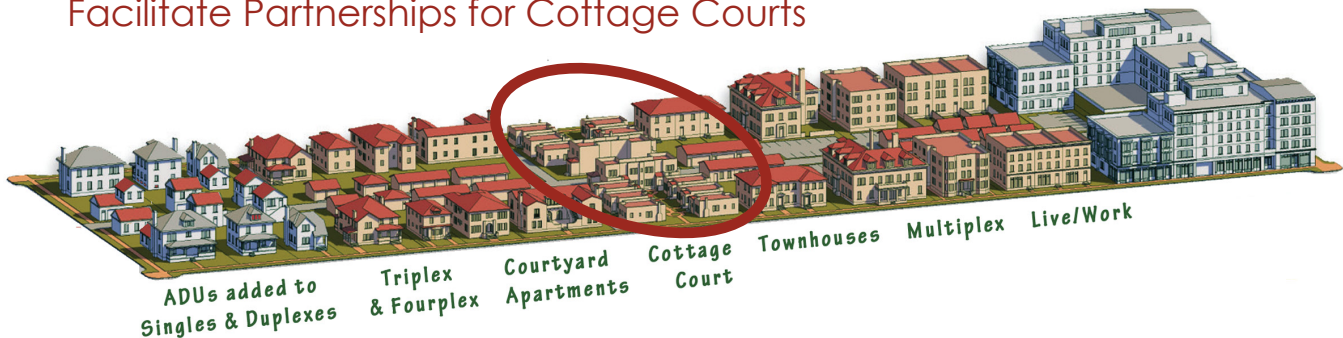 Facilitate Partnerships for Cottage Courts
ADUs added to
Singles & Duplexes
Triplex
& Fourplex
Courtyard
Apartments
Cottage
Court
Townhouses
Multiplex
Live/Work